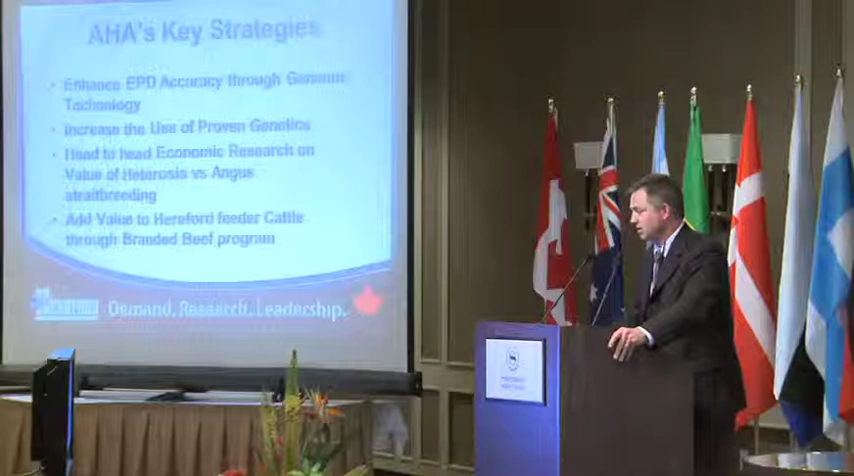 AHA's Key Strategies
• Enhance EPD Accuracy through Genomic
Technology
• Increase the Use of Proven Genetics
• Head to head Economic Research on
Value of Heterosis vs Angus
straitbreeding
• Add Value to Hereford feeder Cattle
through Branded Beef program
Demand. Research. Leadership.